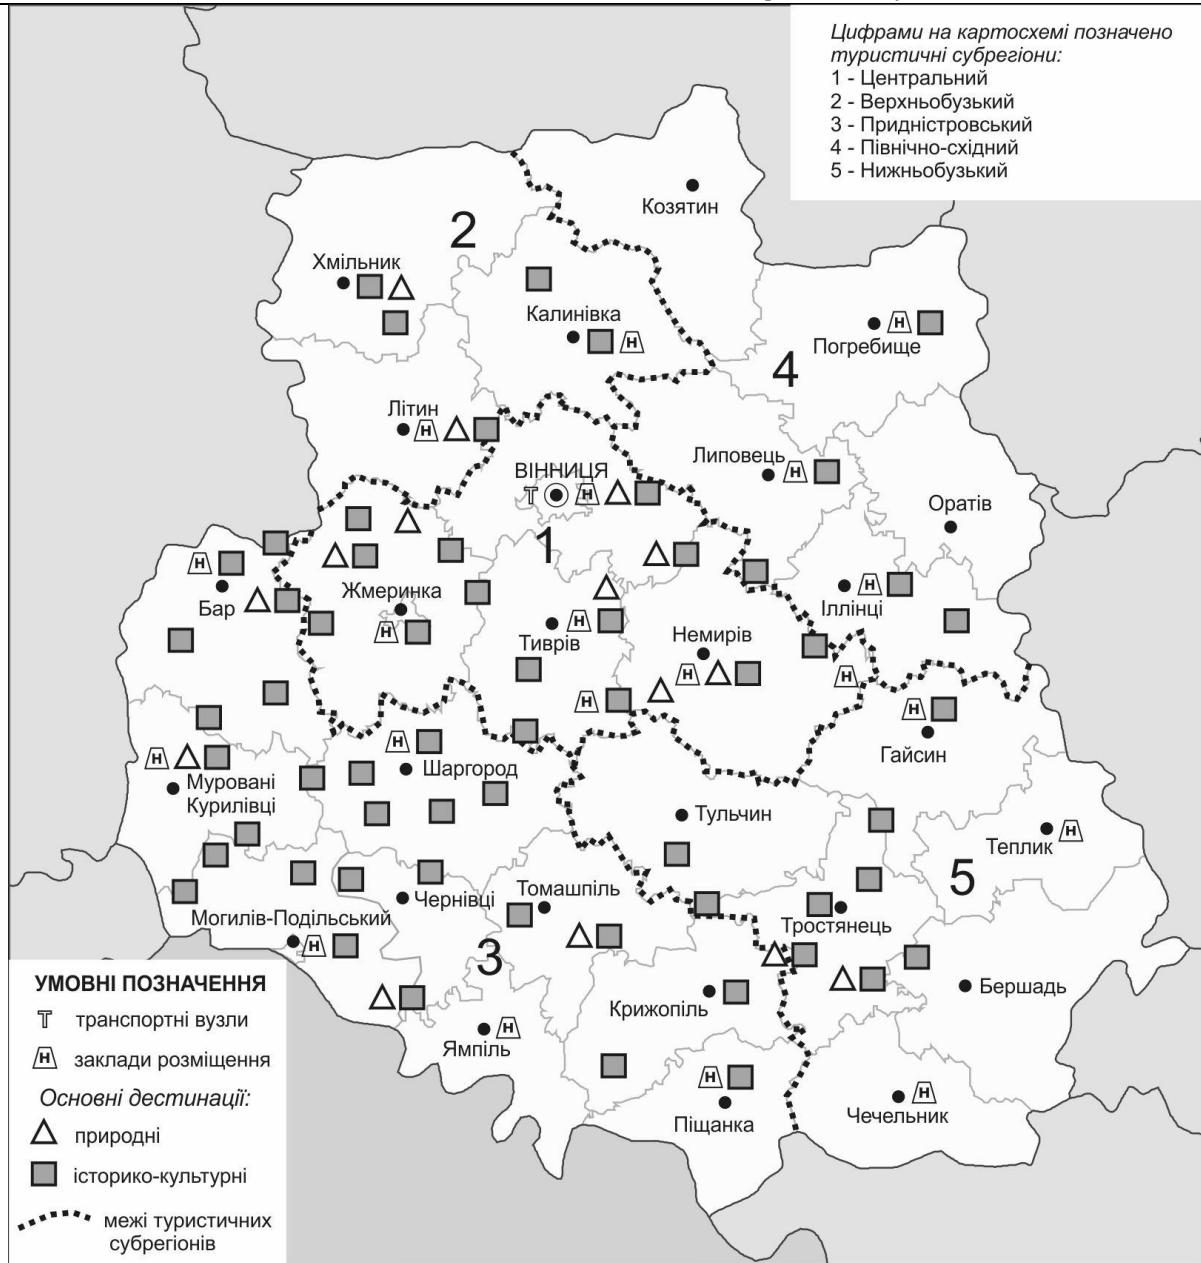 Цифрами на картосхемі позначено
туристичні субрегіони:
1 - Центральний
2 - Верхньобузький
3 - Придністровський
4 - Північно-східний
5 - Нижньобузький
Козятин
2
Хмільник
Калинівка
Н
Н
Погребище
4
Літин
Н
ВІННИЦЯ
Т
Н
Липовець
Н
Оратів
1
Н
Бар
Жмеринка
Н
Тиврів
Н
Іллінці
Н
Немирів
Н
Н
Н
Н
Гайсин
Н
Шаргород
Н
Муровані
Курилівці
Тульчин
Теплик
Н
5
Чернівці
Томашпіль
Тростянець
Могилів-Подільський
Н
3
Бершадь
Крижопіль
Ямпіль
Н
Н
Піщанка
Чечельник
Н
УМОВНІ ПОЗНАЧЕННЯ
Т транспортні вузли
Н заклади розміщення
Основні дестинації:
природні
історико-культурні
межі туристичних
субрегіонів